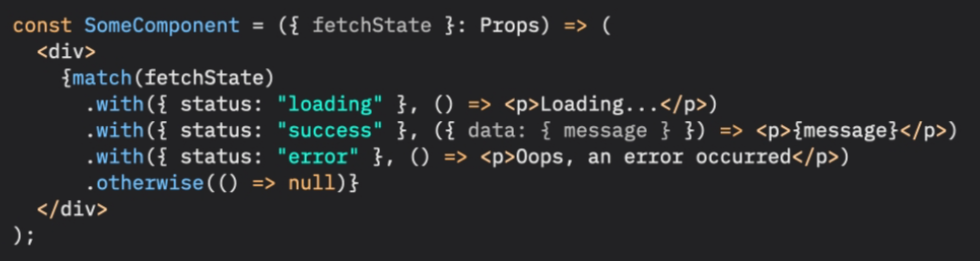 const SomeComponent = ({ fetchState }: Props) => (
  <div>
    {match(fetchState)
      .with({ status: "loading" }, () => <p>Loading...</p>)
      .with({ status: "success" }, ({ data: { message } }) => <p>{message}</p>)
      .with({ status: "error" }, () => <p>Oops, an error occurred</p>)
      .otherwise(() => null)}
  </div>
);